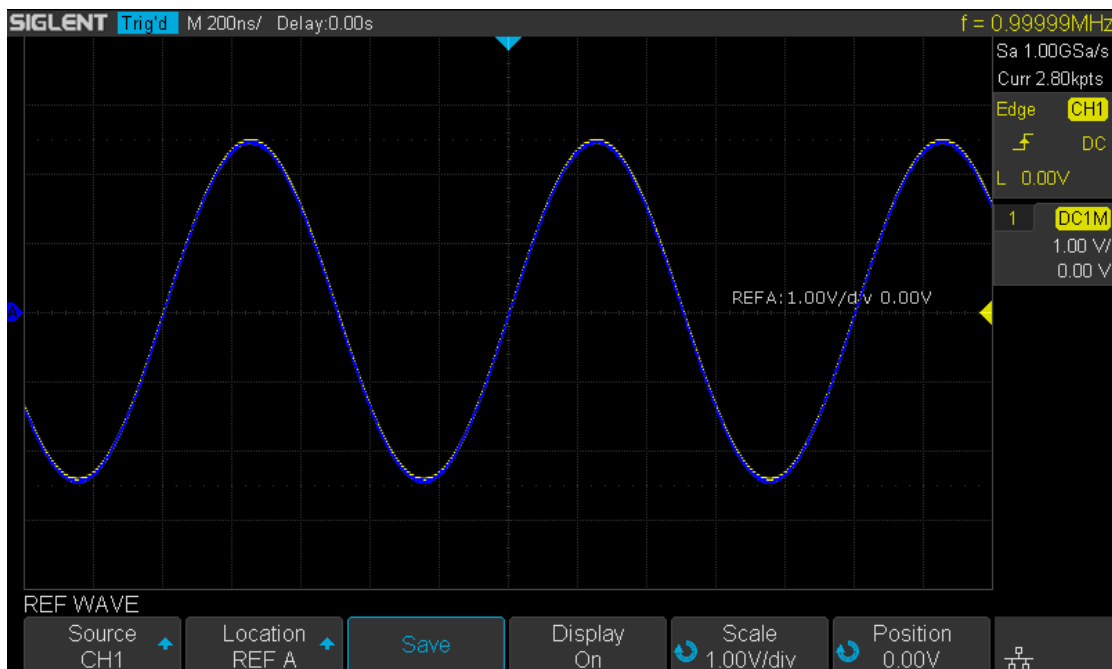 SIGLENT Trig'd M 200ns/ Delay:0.00s f = 0.99999MHz
Sa 1.00GSa/s
Curr 2.80kpts
Edge CH1
DC
L 0.00V
1 DC1M
1.00 V/
0.00 V
REFA:1.00V/div 0.00V
A
REF WAVE
Source
CH1
Location
REF A
Save
Display
On
Scale
1.00V/div
Position
0.00V